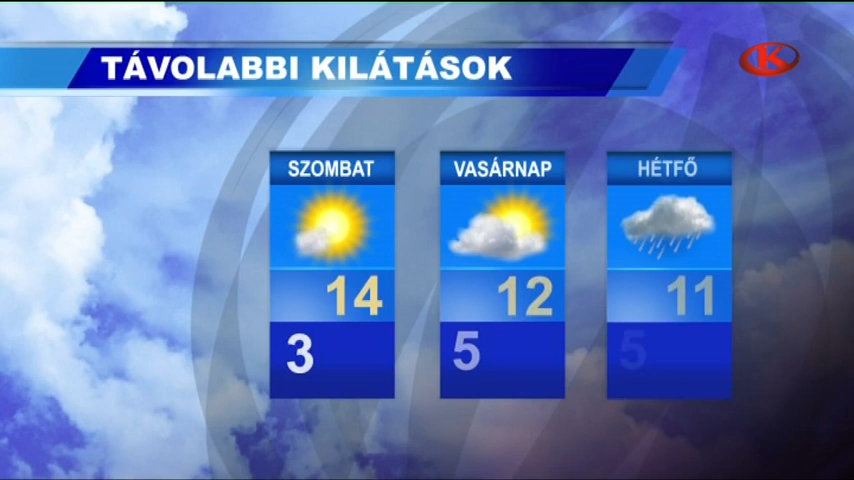 TÁVOLABBI KILÁTÁSOK
K
SZOMBAT
14
3
VASÁRNAP
12
5
HÉTFŐ
11
5